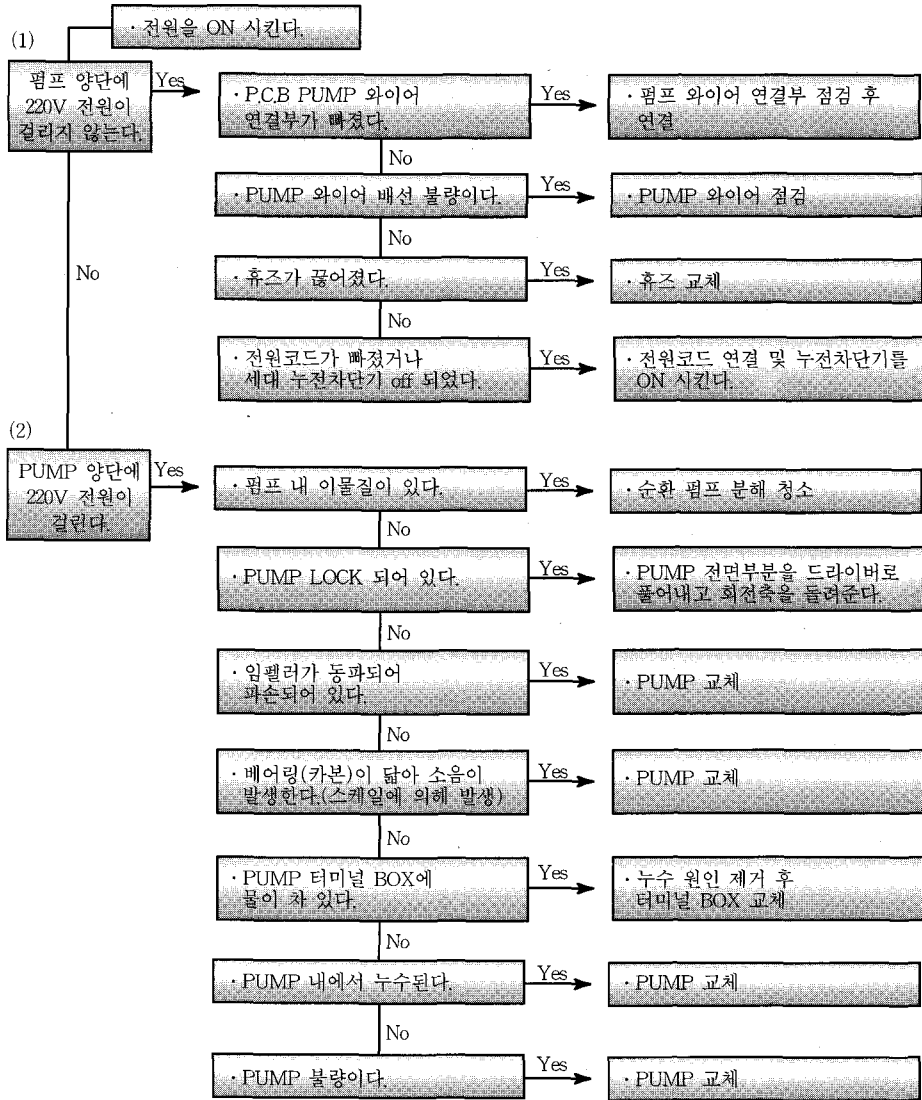 · 전원을 ON 시킨다.
(1)
펌프 양단에
220V 전원이
걸리지 않는다.
Yes
· P.C.B PUMP 와이어
연결부가 빠졌다.
Yes
· 펌프 와이어 연결부 점검 후
연결
No
· PUMP 와이어 배선 불량이다.
Yes
· PUMP 와이어 점검
No
No
· 휴즈가 끊어졌다.
Yes
· 휴즈 교체
No
· 전원코드가 빠졌거나
세대 누전차단기 off 되었다.
Yes
· 전원코드 연결 및 누전차단기를
ON 시킨다.
(2)
PUMP 양단에
220V 전원이
걸린다.
Yes
· 펌프 내 이물질이 있다.
Yes
· 순환 펌프 분해 청소
No
· PUMP LOCK 되어 있다.
Yes
· PUMP 전면부분을 드라이버로
풀어내고 회전축을 돌려준다.
No
· 임펠러가 동파되어
파손되어 있다.
Yes
· PUMP 교체
No
· 베어링(카본)이 닳아 소음이
발생한다.(스케일에 의해 발생)
Yes
· PUMP 교체
No
· PUMP 터미널 BOX에
물이 차 있다.
Yes
· 누수 원인 제거 후
터미널 BOX 교체
No
· PUMP 내에서 누수된다.
Yes
· PUMP 교체
No
· PUMP 불량이다.
Yes
· PUMP 교체